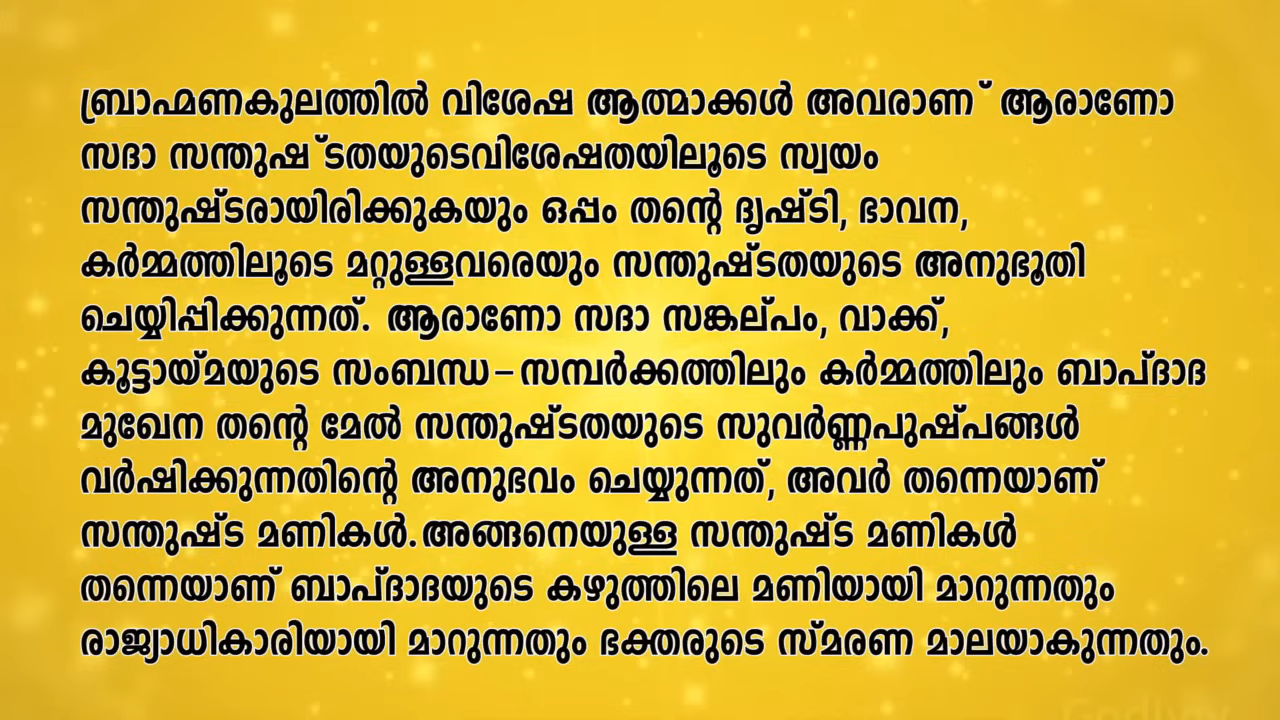 ബ്രാഹ്മണകുലത്തിൽ വിശേഷ ആത്മാക്കൾ അവരാണ് ആരാണോ
സദാ സന്തുഷ്ടതയുടെവിശേഷതയിലൂടെ സ്വയം
സന്തുഷ്ടരായിരിക്കുകയും ഒപ്പം തന്റെ ദൃഷ്ടി, ഭാവന,
കർമ്മത്തിലൂടെ മറ്റുള്ളവരെയും സന്തുഷ്ടതയുടെ അനുഭൂതി
ചെയ്യിപ്പിക്കുന്നത്. ആരാണോ സദാ സങ്കല്പം, വാക്ക്,
കൂട്ടായ്മയുടെ സംബന്ധ-സമ്പർക്കത്തിലും കർമ്മത്തിലും ബാപ്ദാദ
മുഖേന തന്റെ മേൽ സന്തുഷ്ടതയുടെ സുവർണ്ണപുഷ്പങ്ങൾ
വർഷിക്കുന്നതിന്റെ അനുഭവം ചെയ്യുന്നത്, അവർ തന്നെയാണ്
സന്തുഷ്ട മണികൾ.അങ്ങനെയുള്ള സന്തുഷ്ട മണികൾ
തന്നെയാണ് ബാപ്ദാദയുടെ കഴുത്തിലെ മണിയായി മാറുന്നതും
രാജ്യാധികാരിയായി മാറുന്നതും ഭക്തരുടെ സ്മരണ മാലയാകുന്നതും.